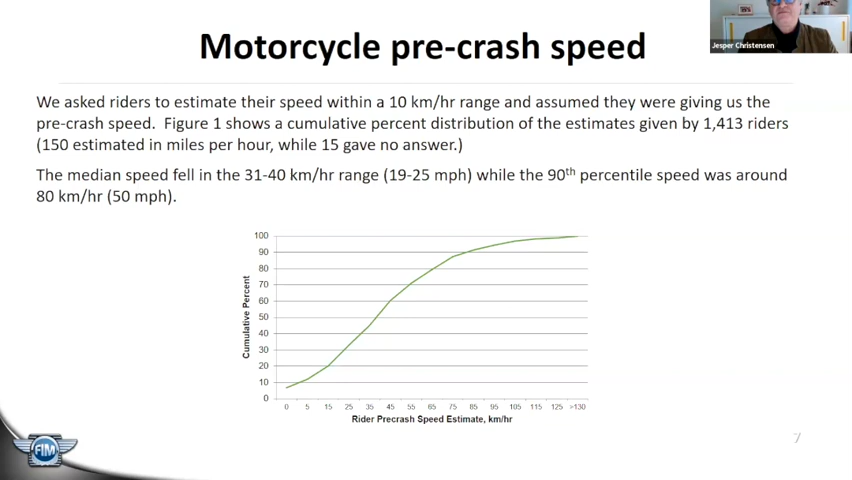 Motorcycle pre-crash speed
Jesper Christensen
We asked riders to estimate their speed within a 10 km/hr range and assumed they were giving us the
pre-crash speed. Figure 1 shows a cumulative percent distribution of the estimates given by 1,413 riders
(150 estimated in miles per hour, while 15 gave no answer.)
The median speed fell in the 31-40 km/hr range (19-25 mph) while the 90th percentile speed was around
80 km/hr (50 mph).
Cumulative Percent
100
90
80
70
60
50
40
30
20
10
0
0 5 15 25 35 45 55 65 75 85 95 105 115 125 >130
Rider Precrash Speed Estimate, km/hr
FIM
7